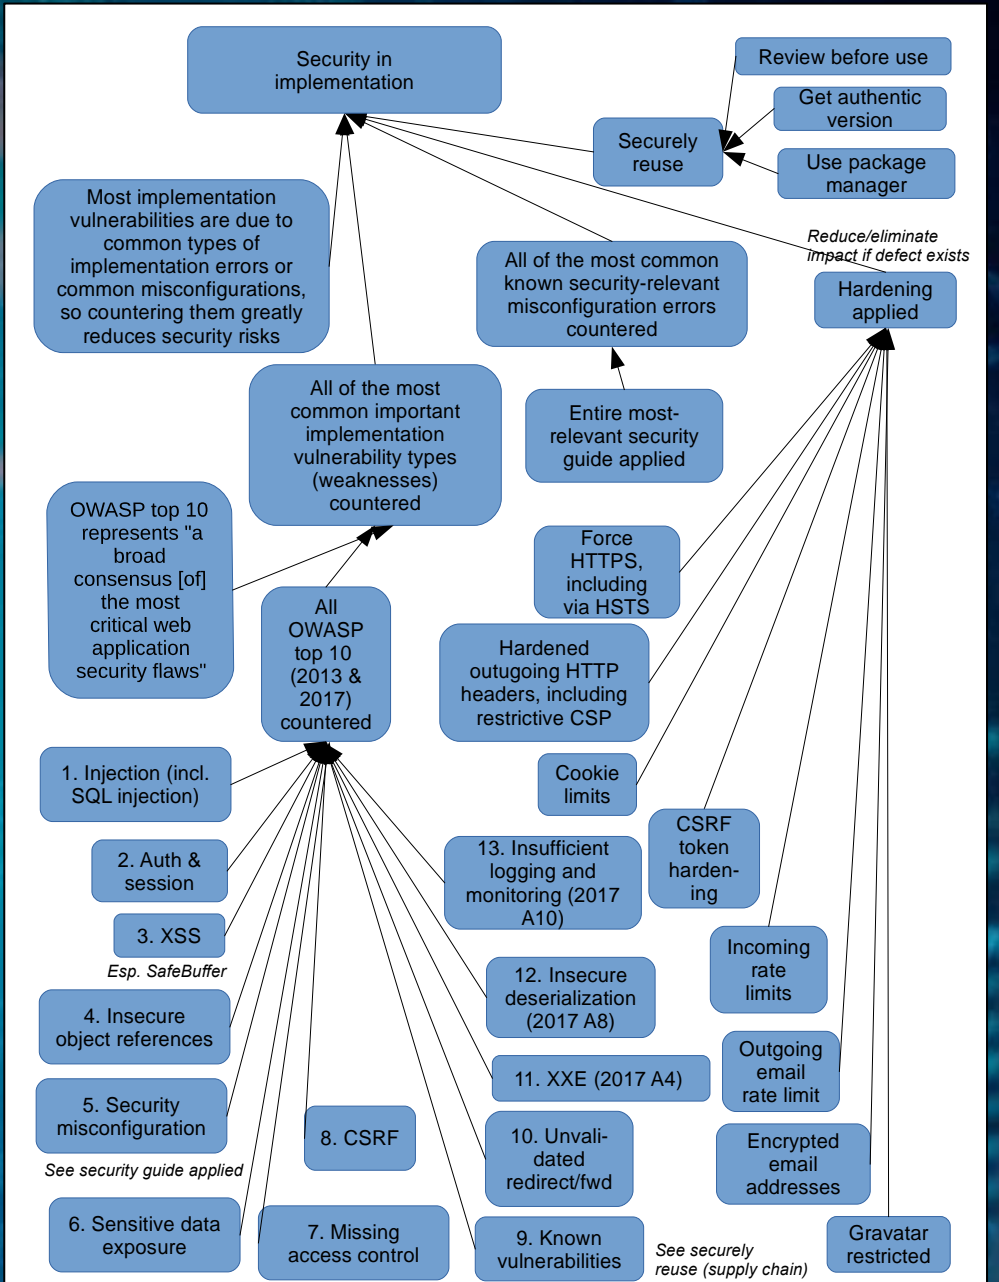 Security in
implementation
Review before use
Get authentic
version
Securely
reuse
Use package
manager
Most implementation
vulnerabilities are due to
common types of
implementation errors or
common misconfigurations,
so countering them greatly
reduces security risks
Reduce/eliminate
impact if defect exists
All of the most common
known security-relevant
misconfiguration errors
countered
Hardening
applied
All of the most
common important
implementation
vulnerability types
(weaknesses)
countered
Entire most-
relevant security
guide applied
OWASP top 10
represents "a
broad
consensus [of]
the most
critical web
application
security flaws"
Force
HTTPS,
including
via HSTS
All
OWASP
top 10
(2013 &
2017)
countered
Hardened
outugoing HTTP
headers, including
restrictive CSP
1. Injection (incl.
SQL injection)
Cookie
limits
2. Auth &
session
13. Insufficient
logging and
monitoring (2017
A10)
CSRF
token
harden-
ing
3. XSS
Esp. SafeBuffer
Incoming
rate
limits
12. Insecure
deserialization
(2017 A8)
4. Insecure
object references
Outgoing
email
rate limit
11. XXE (2017 A4)
5. Security
misconfiguration
See security guide applied
8. CSRF
10. Unvali-
dated
redirect/fwd
Encrypted
email
addresses
6. Sensitive data
exposure
7. Missing
access control
9. Known
vulnerabilities
See securely
reuse (supply chain)
Gravatar
restricted